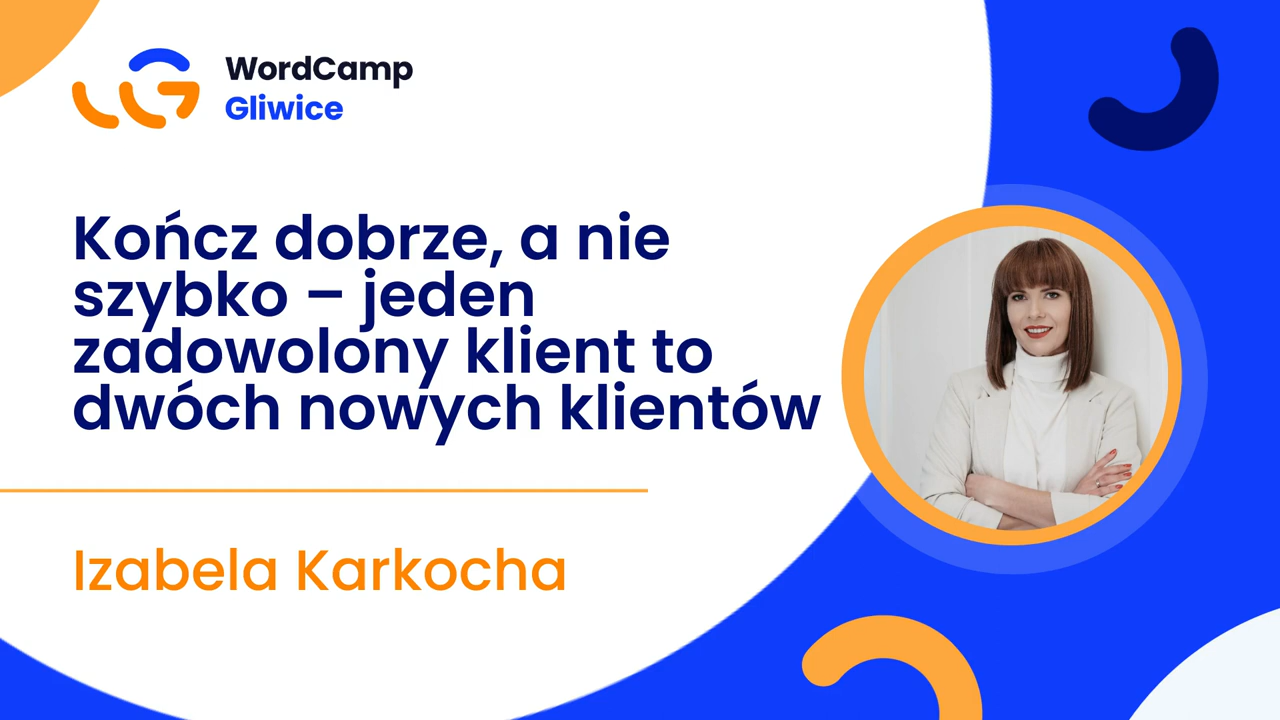 WordCamp
Gliwice
Kończ dobrze, a nie
szybko – jeden
zadowolony klient to
dwóch nowych klientów
Izabela Karkocha